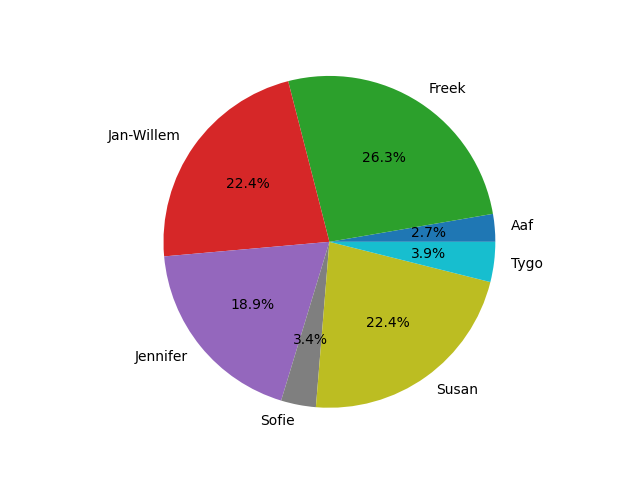 Freek
Jan-Willem
26.3%
22.4%
Aaf
2.7%
3.9%
Tygo
18.9%
22.4%
3.4%
Jennifer
Susan
Sofie